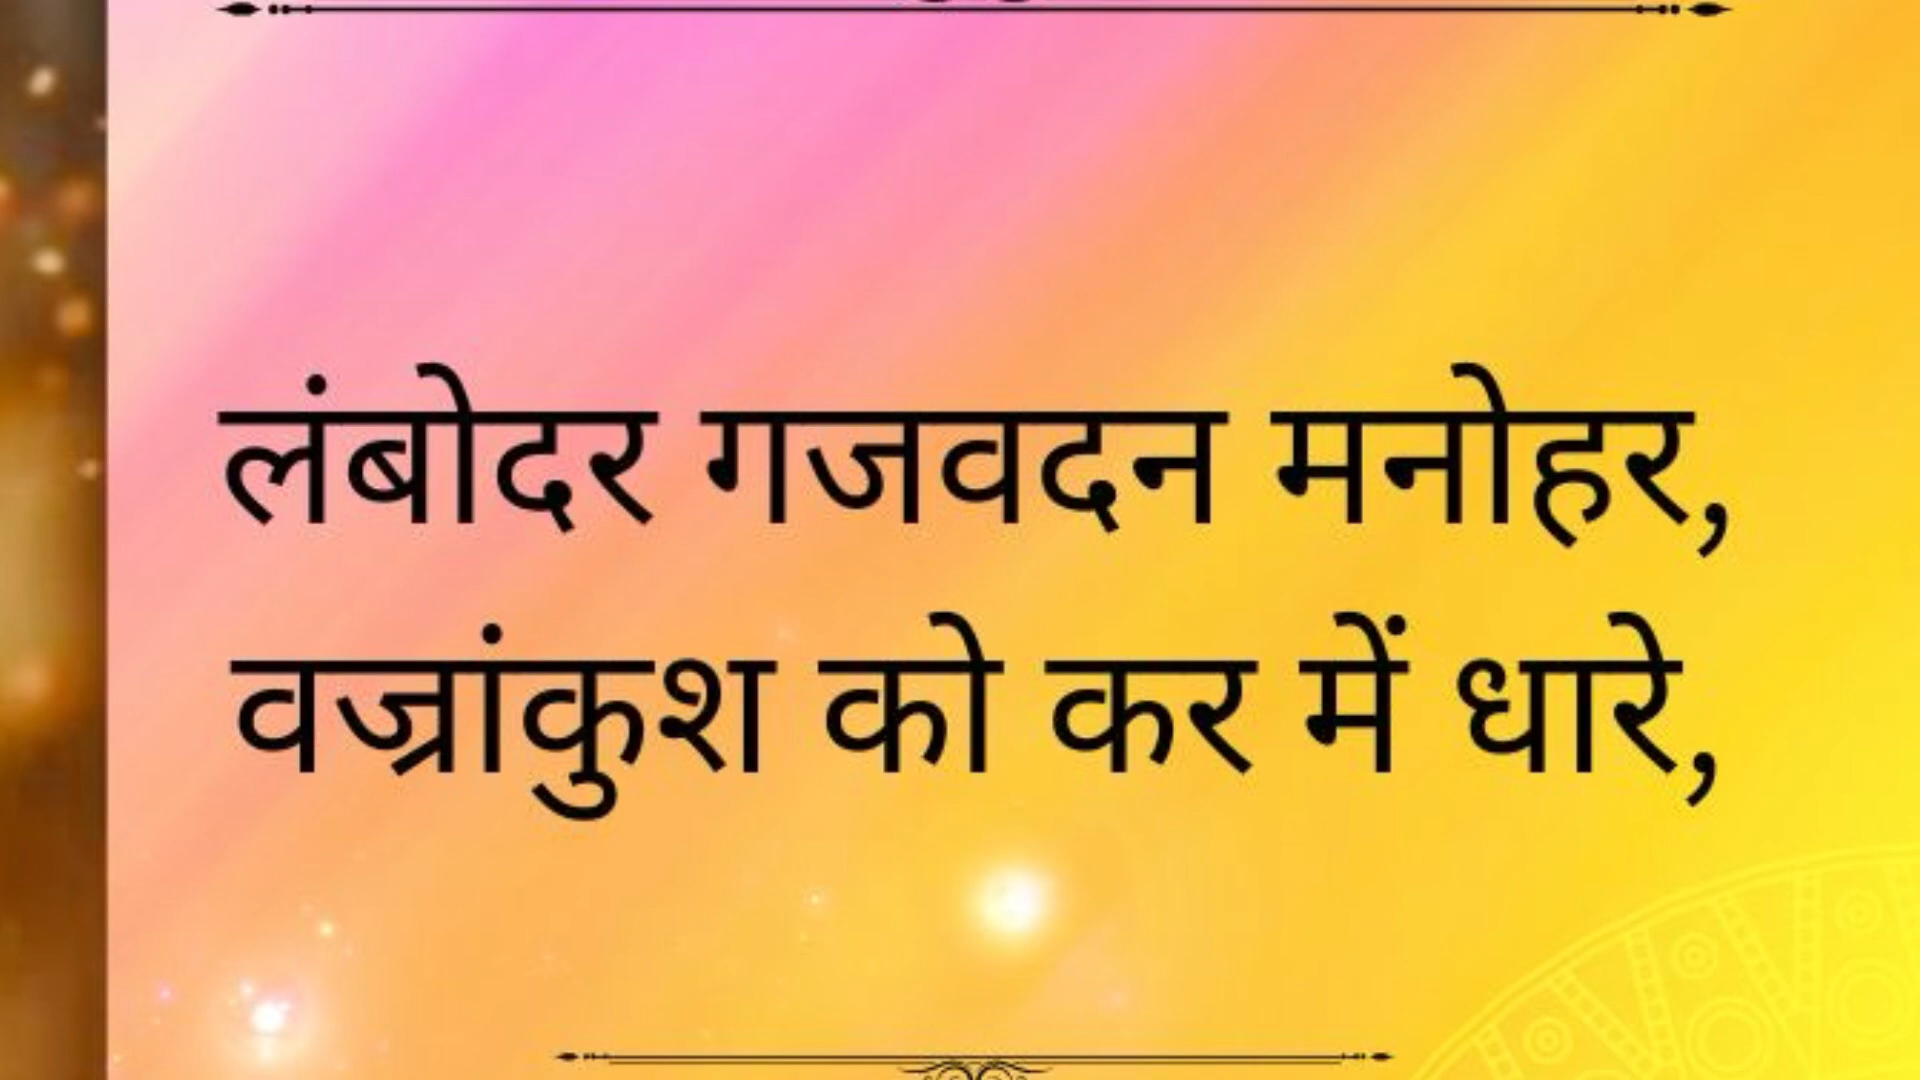 लंबोदर गजवदन मनोहर,
वज्रांकुश को कर में धारे,